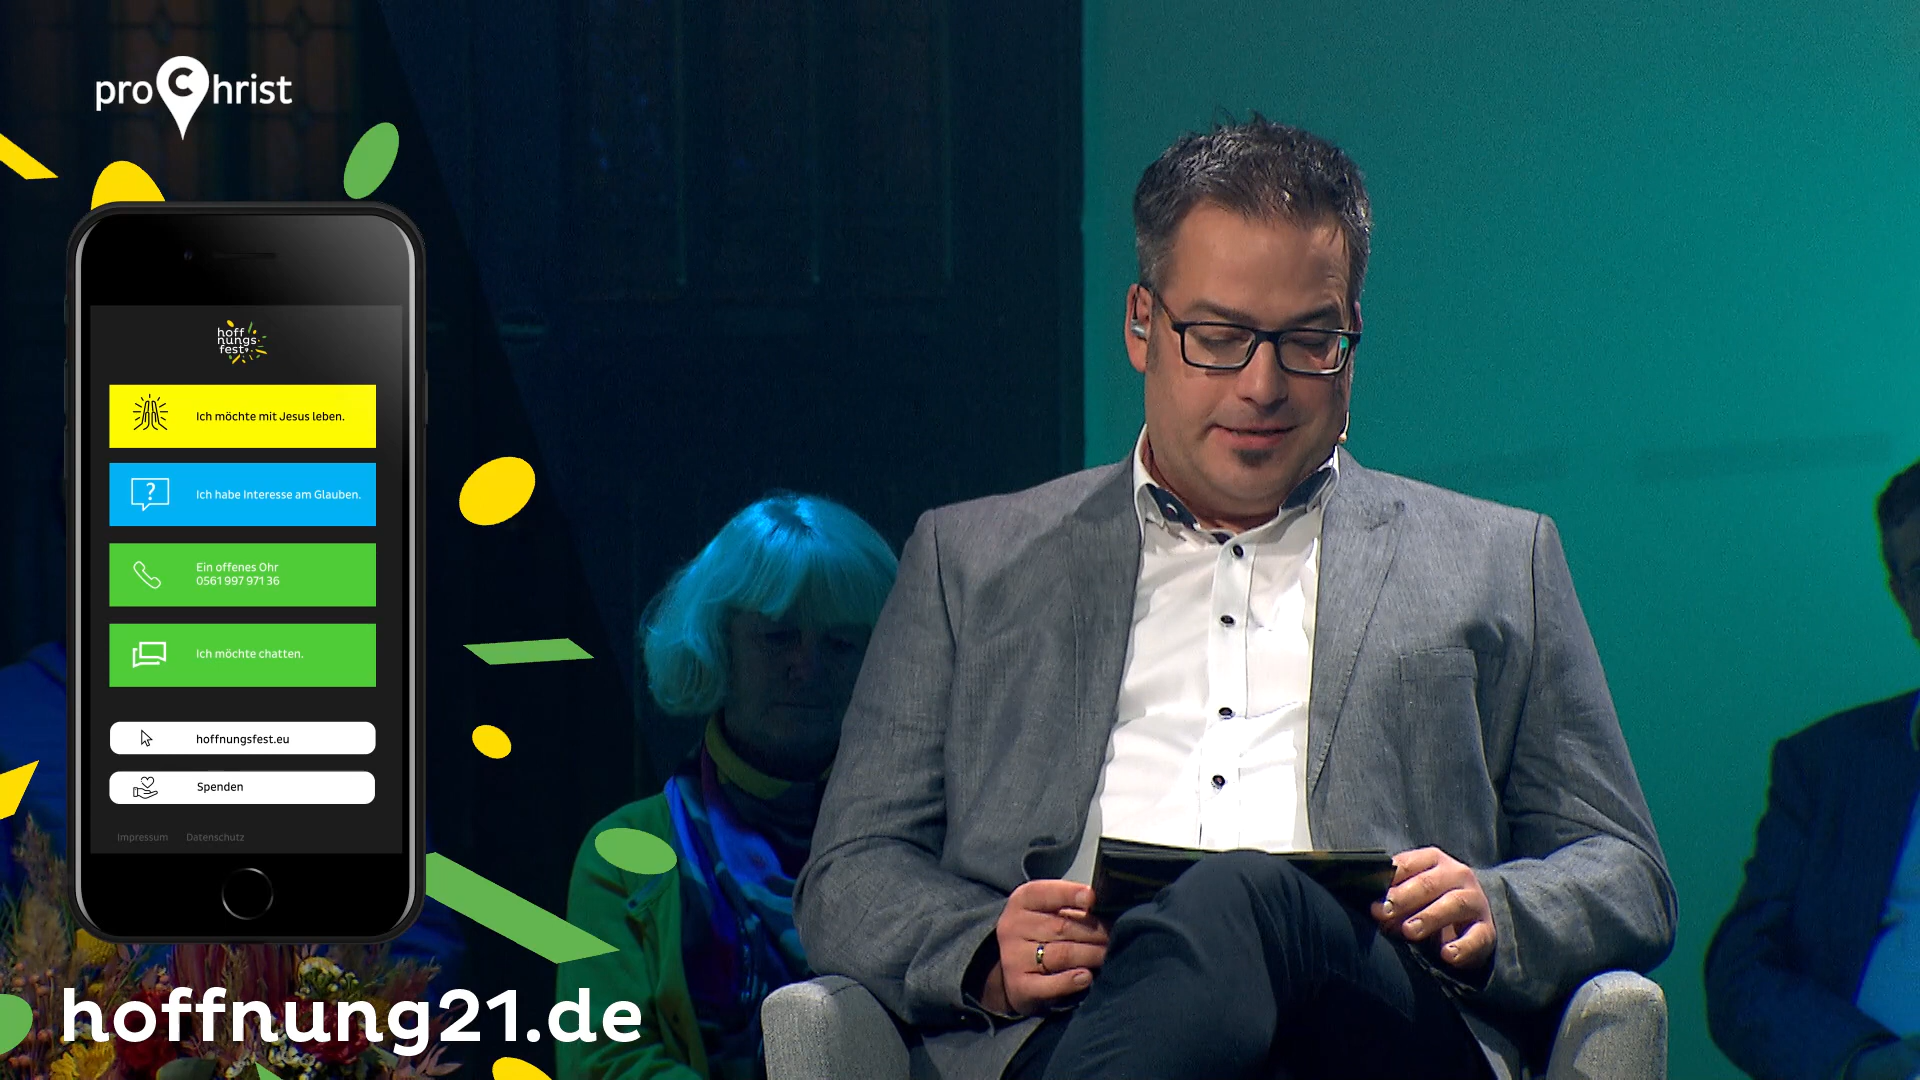 proChrist
hoff
nungs
fest
Ich möchte mit Jesus leben.
?
Ich habe Interesse am Glauben.
Ein offenes Ohr
0561 997 971 36
Ich möchte chatten.
hoffnungsfest.eu
Spenden
Impressum Datenschutz
hoffnung21.de